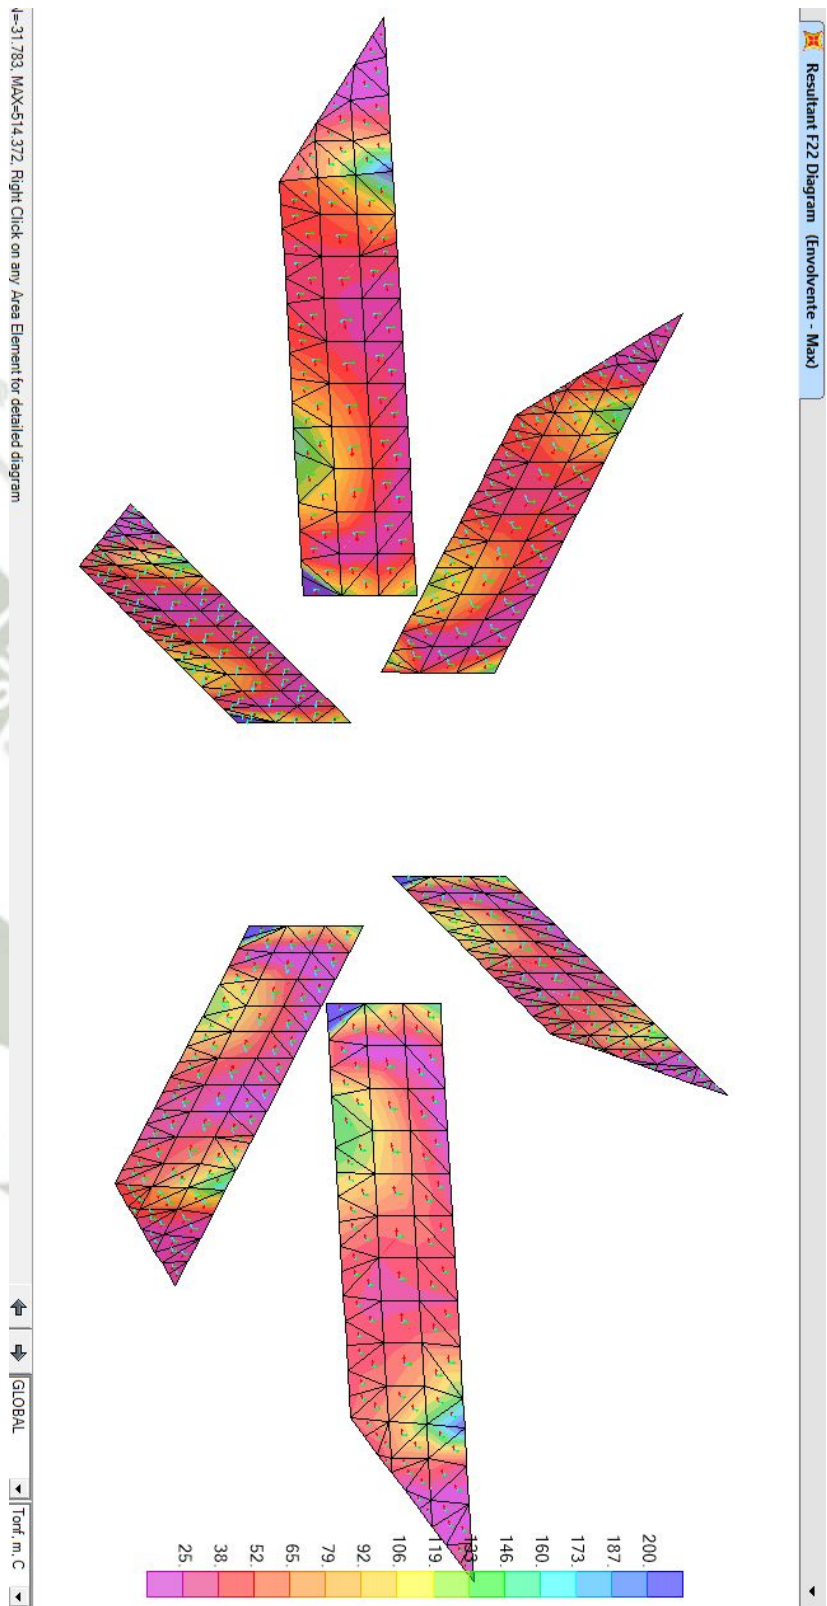 Resultant F22 Diagram (Envolvente - Max)
25. 38. 52. 65. 79. 92. 106. 119. 133. 146. 160. 173. 187. 200.
=-31.783, MAX=514.372, Right Click on any Area Element for detailed diagram
GLOBAL
Tonf, m, C